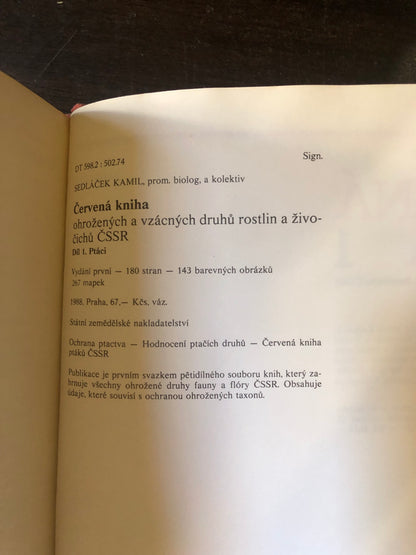 DT 598.2 : 502.74
Sign.
SEDLÁČEK KAMIL, prom. biolog, a kolektiv
Červená kniha
ohrožených a vzácných druhů rostlin a živo-
čichů ČSSR
Díl 1. Ptáci
Vydání první — 180 stran — 143 barevných obrázků
267 mapek
1988. Praha, 67.— Kčs, váz.
Státní zemědělské nakladatelství
Ochrana ptactva — Hodnocení ptačích druhů — Červená kniha
ptáků ČSSR
Publikace je prvním svazkem pětidílného souboru knih, který za-
hrnuje všechny ohrožené druhy fauny a flóry ČSSR. Obsahuje
údaje, které souvisí s ochranou ohrožených taxonů.